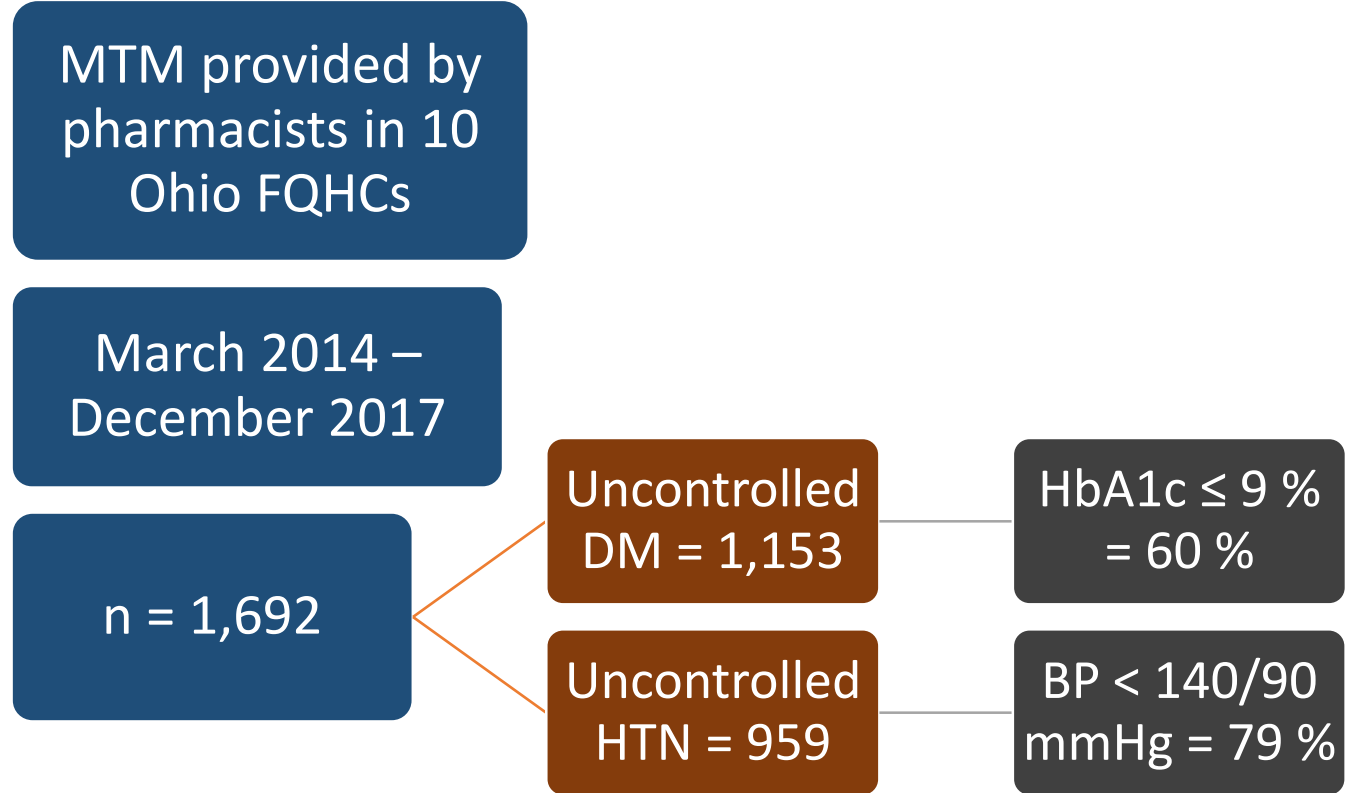 MTM provided by
pharmacists in 10
Ohio FQHCs
March 2014 –
December 2017
n = 1,692
Uncontrolled
DM = 1,153
HbA1c ≤ 9 %
= 60 %
Uncontrolled
HTN = 959
BP < 140/90
mmHg = 79 %